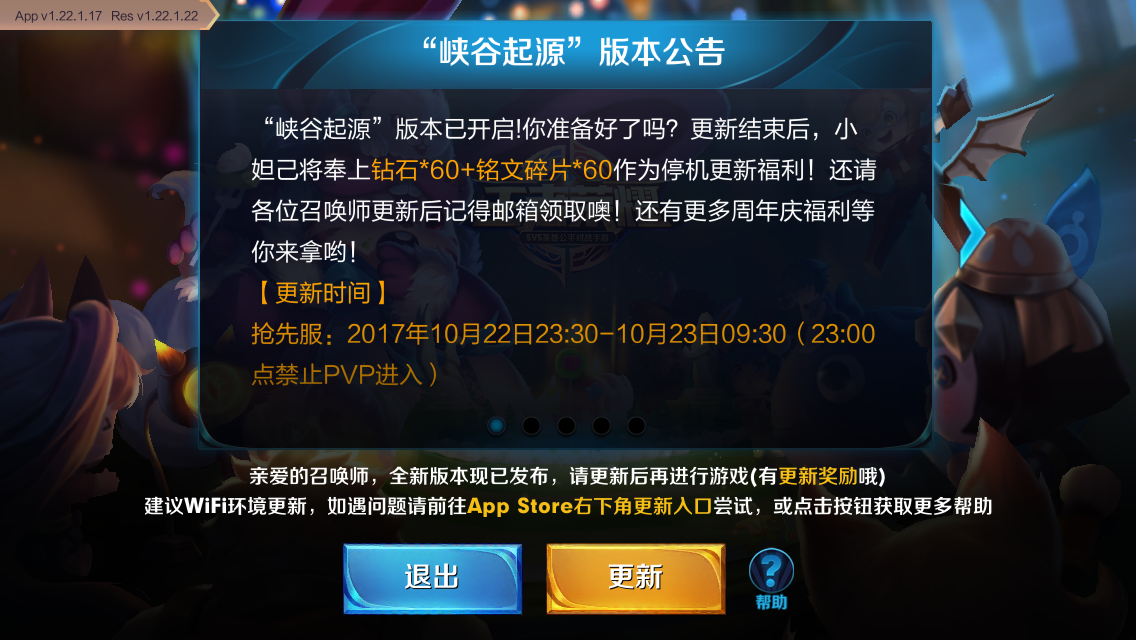 App v1.22.1.17 Res v1.22.1.22
“峡谷起源”版本公告
“峡谷起源”版本已开启!你准备好了吗？更新结束后，小
妲己将奉上钻石*60+铭文碎片*60作为停机更新福利！还请
各位召唤师更新后记得邮箱领取噢！还有更多周年庆福利等
你来拿哟！
【更新时间】
抢先服：2017年10月22日23:30-10月23日09:30（23:00
点禁止PVP进入）
亲爱的召唤师，全新版本现已发布，请更新后再进行游戏(有更新奖励哦)
建议WiFi环境更新，如遇问题请前往App Store右下角更新入口尝试，或点击按钮获取更多帮助
退出
更新
?
帮助